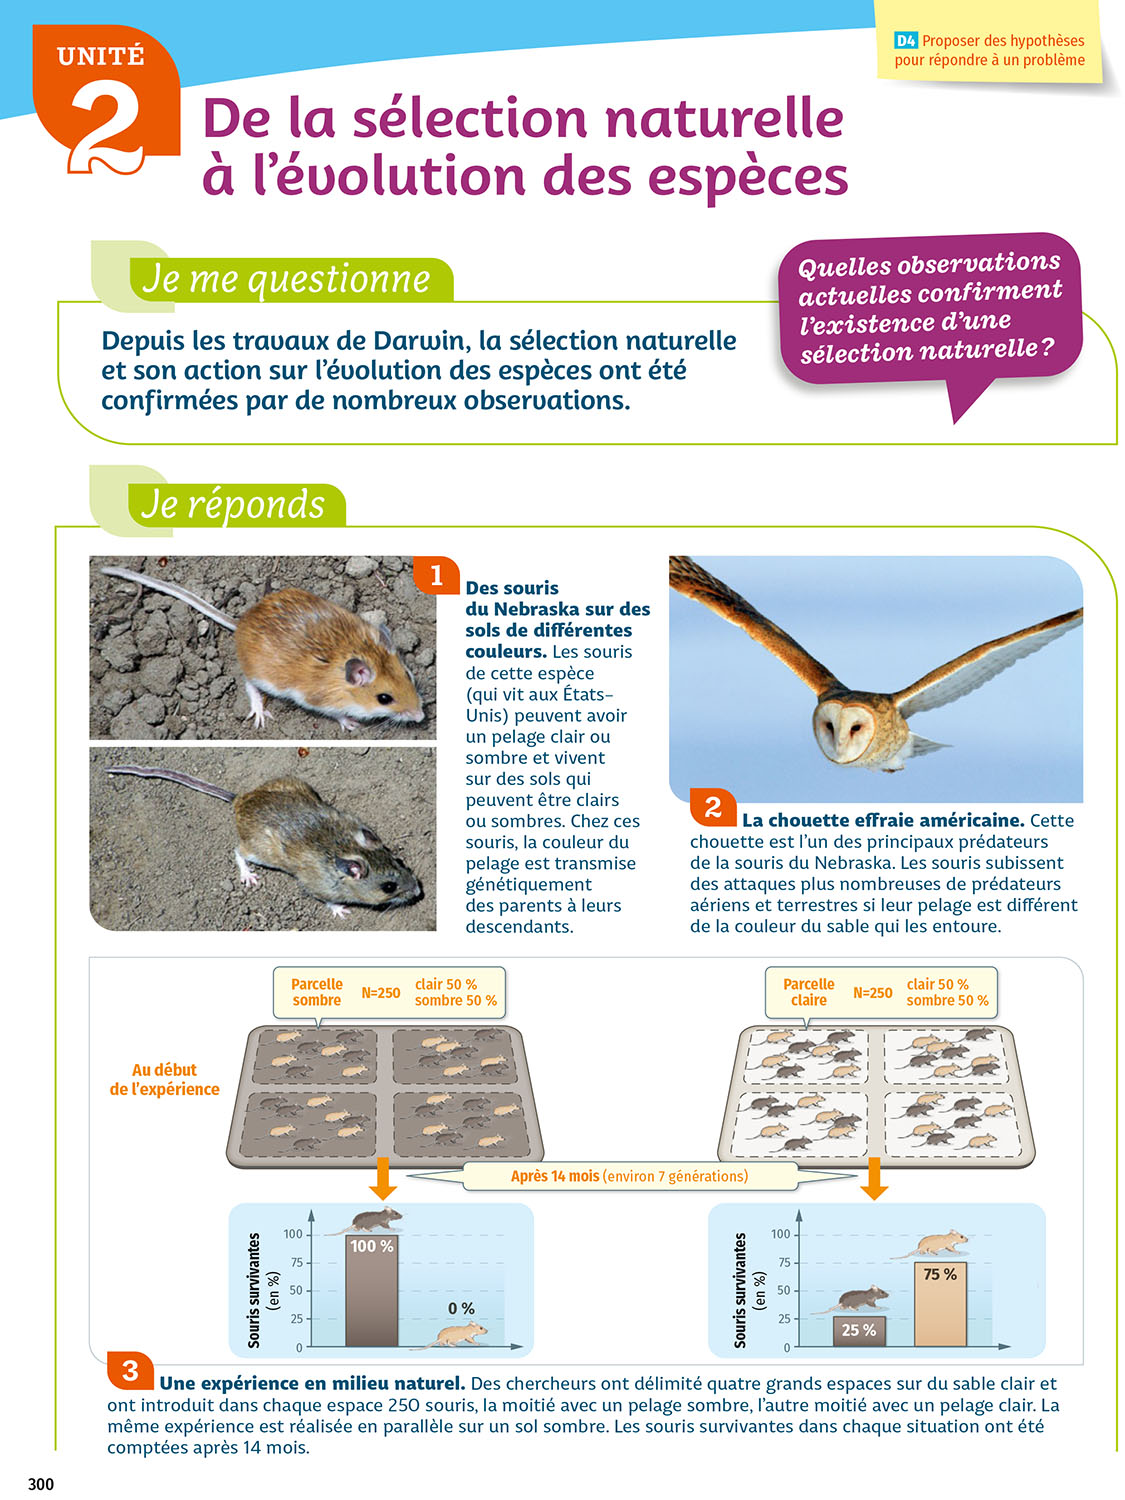 UNITÉ
2
D4 Proposer des hypothèses
pour répondre à un problème
De la sélection naturelle
à l'évolution des espèces
Je me questionne
Depuis les travaux de Darwin, la sélection naturelle
et son action sur l'évolution des espèces ont été
confirmées par de nombreux observations.
Quelles observations
actuelles confirment
l'existence d'une
sélection naturelle ?
Je réponds
1
Des souris
du Nebraska sur des
sols de différentes
couleurs. Les souris
de cette espèce
(qui vit aux États-
Unis) peuvent avoir
un pelage clair ou
sombre et vivent
sur des sols qui
peuvent être clairs
ou sombres. Chez ces
souris, la couleur du
pelage est transmise
génétiquement
des parents à leurs
descendants.
2
La chouette effraie américaine. Cette
chouette est l'un des principaux prédateurs
de la souris du Nebraska. Les souris subissent
des attaques plus nombreuses de prédateurs
aériens et terrestres si leur pelage est différent
de la couleur du sable qui les entoure.
Parcelle
sombre
N=250
clair 50 %
sombre 50 %
Parcelle
claire
N=250
clair 50 %
sombre 50 %
Au début
de l'expérience
Après 14 mois (environ 7 générations)
Souris survivantes
(en %)
100
75
50
25
0
100 %
0 %
Souris survivantes
(en %)
100
75
50
25
0
25 %
75 %
3
Une expérience en milieu naturel. Des chercheurs ont délimité quatre grands espaces sur du sable clair et
ont introduit dans chaque espace 250 souris, la moitié avec un pelage sombre, l'autre moitié avec un pelage clair. La
même expérience est réalisée en parallèle sur un sol sombre. Les souris survivantes dans chaque situation ont été
comptées après 14 mois.
300